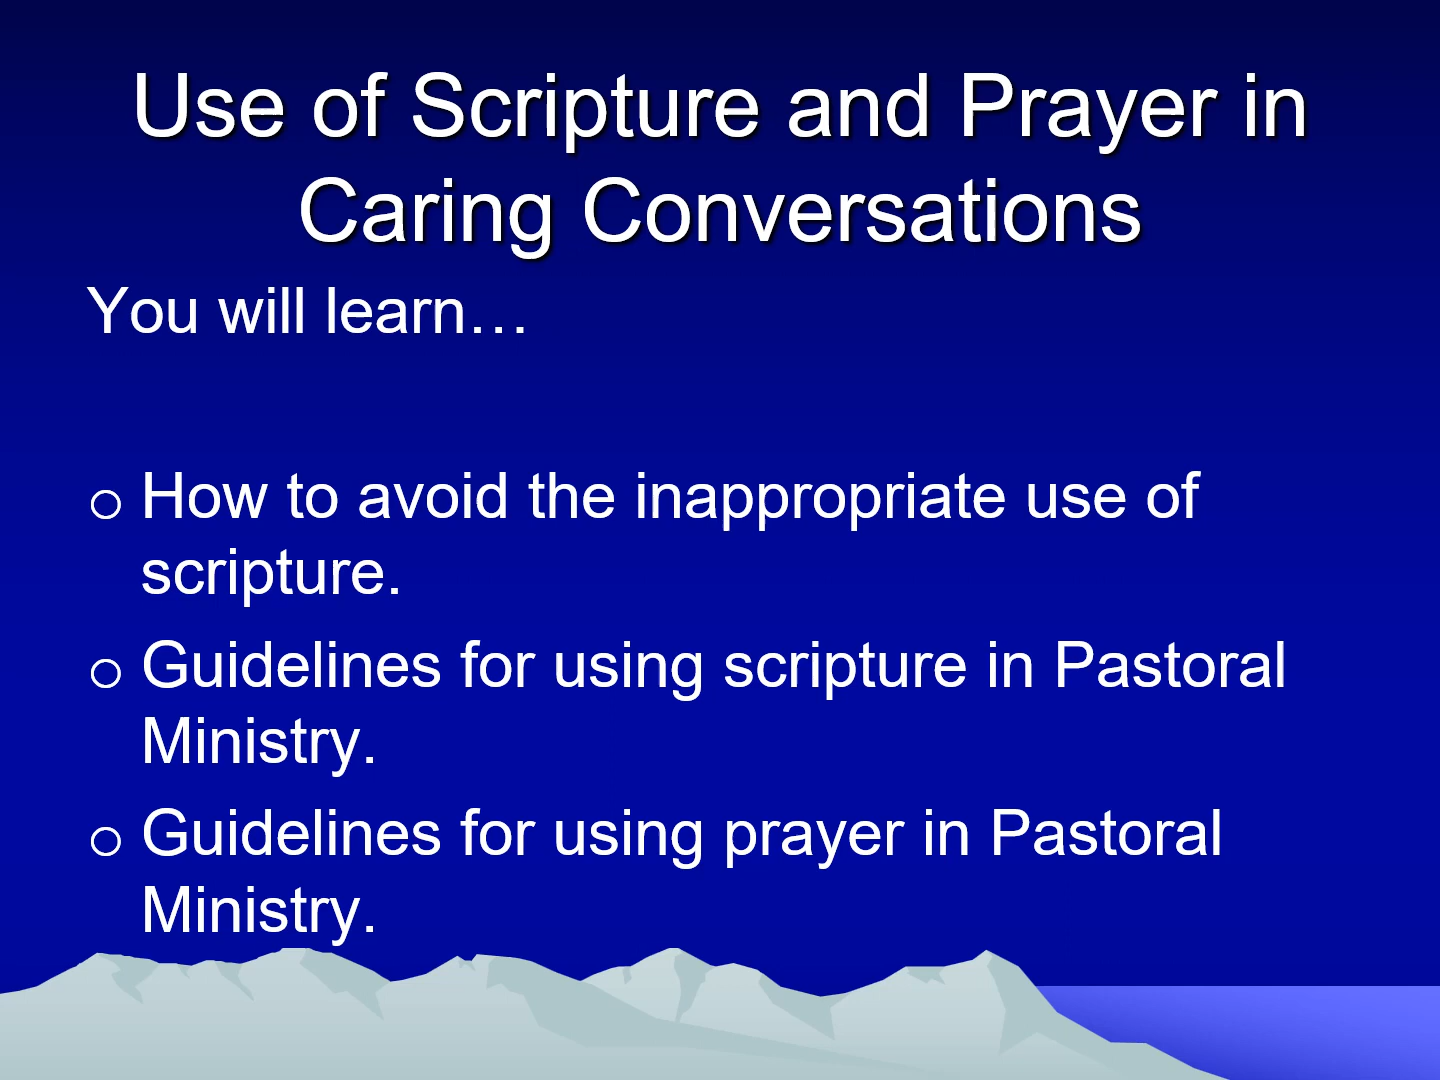 Use of Scripture and Prayer in
Caring Conversations
You will learn…
o How to avoid the inappropriate use of
scripture.
o Guidelines for using scripture in Pastoral
Ministry.
o Guidelines for using prayer in Pastoral
Ministry.